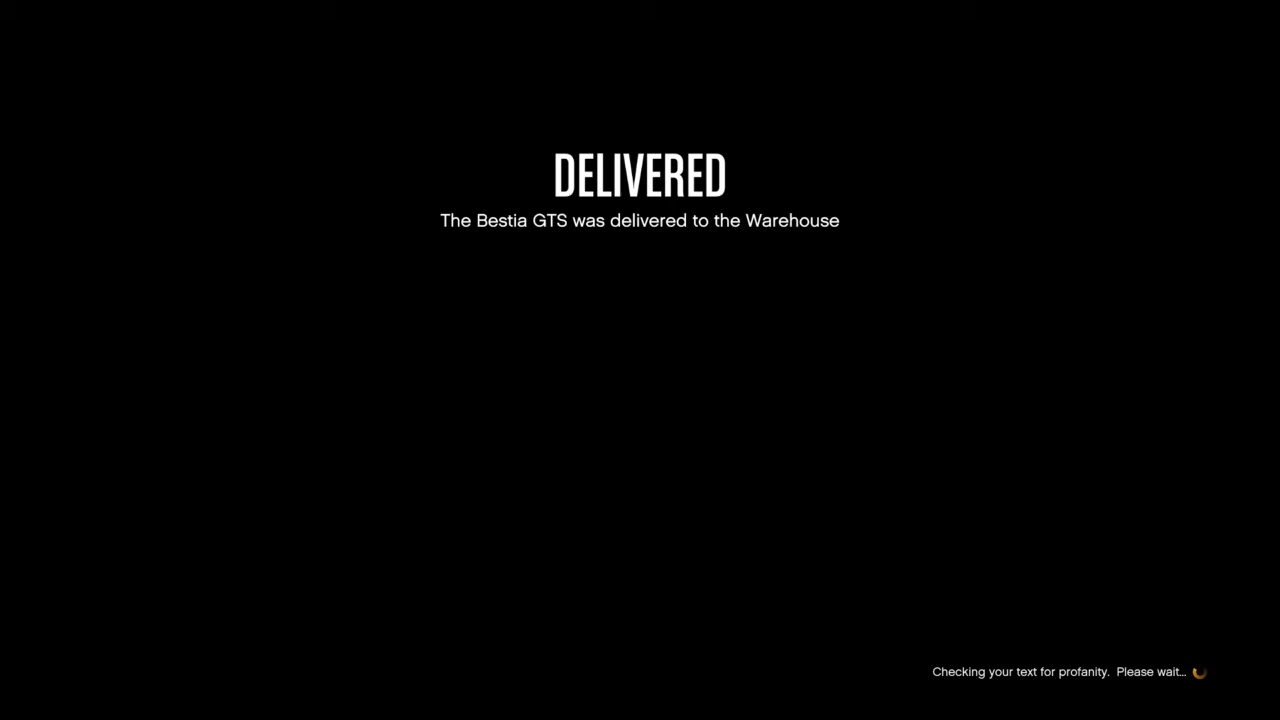 DELIVERED
The Bestia GTS was delivered to the Warehouse
Checking your text for profanity.  Please wait...